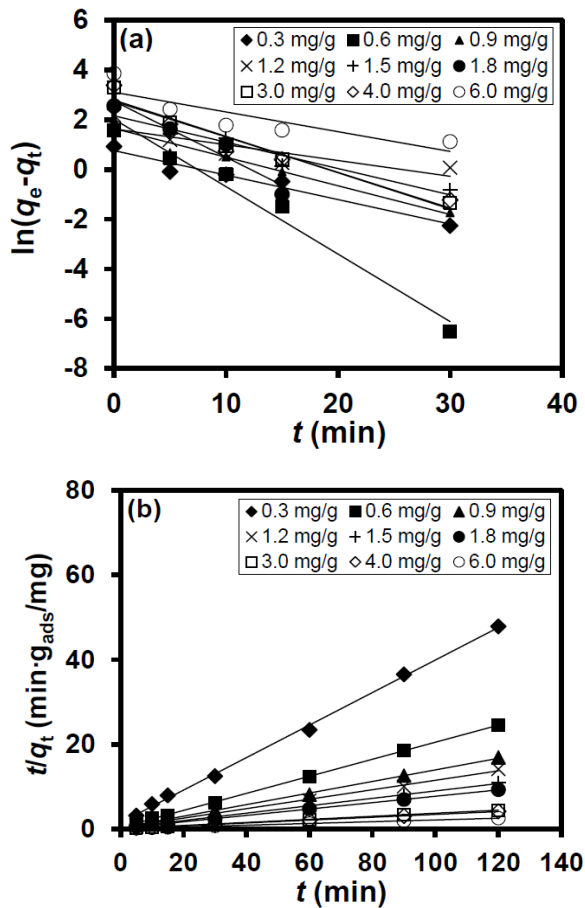 (a)
0.3 mg/g 0.6 mg/g 0.9 mg/g
1.2 mg/g 1.5 mg/g 1.8 mg/g
3.0 mg/g 4.0 mg/g 6.0 mg/g
6
4
2
0
-2
-4
-6
-8
ln(qe-qt)
0 10 20 30 40
t (min)
(b)
0.3 mg/g 0.6 mg/g 0.9 mg/g
1.2 mg/g 1.5 mg/g 1.8 mg/g
3.0 mg/g 4.0 mg/g 6.0 mg/g
80
60
40
20
0
t/qt (min·gads/mg)
0 20 40 60 80 100 120 140
t (min)